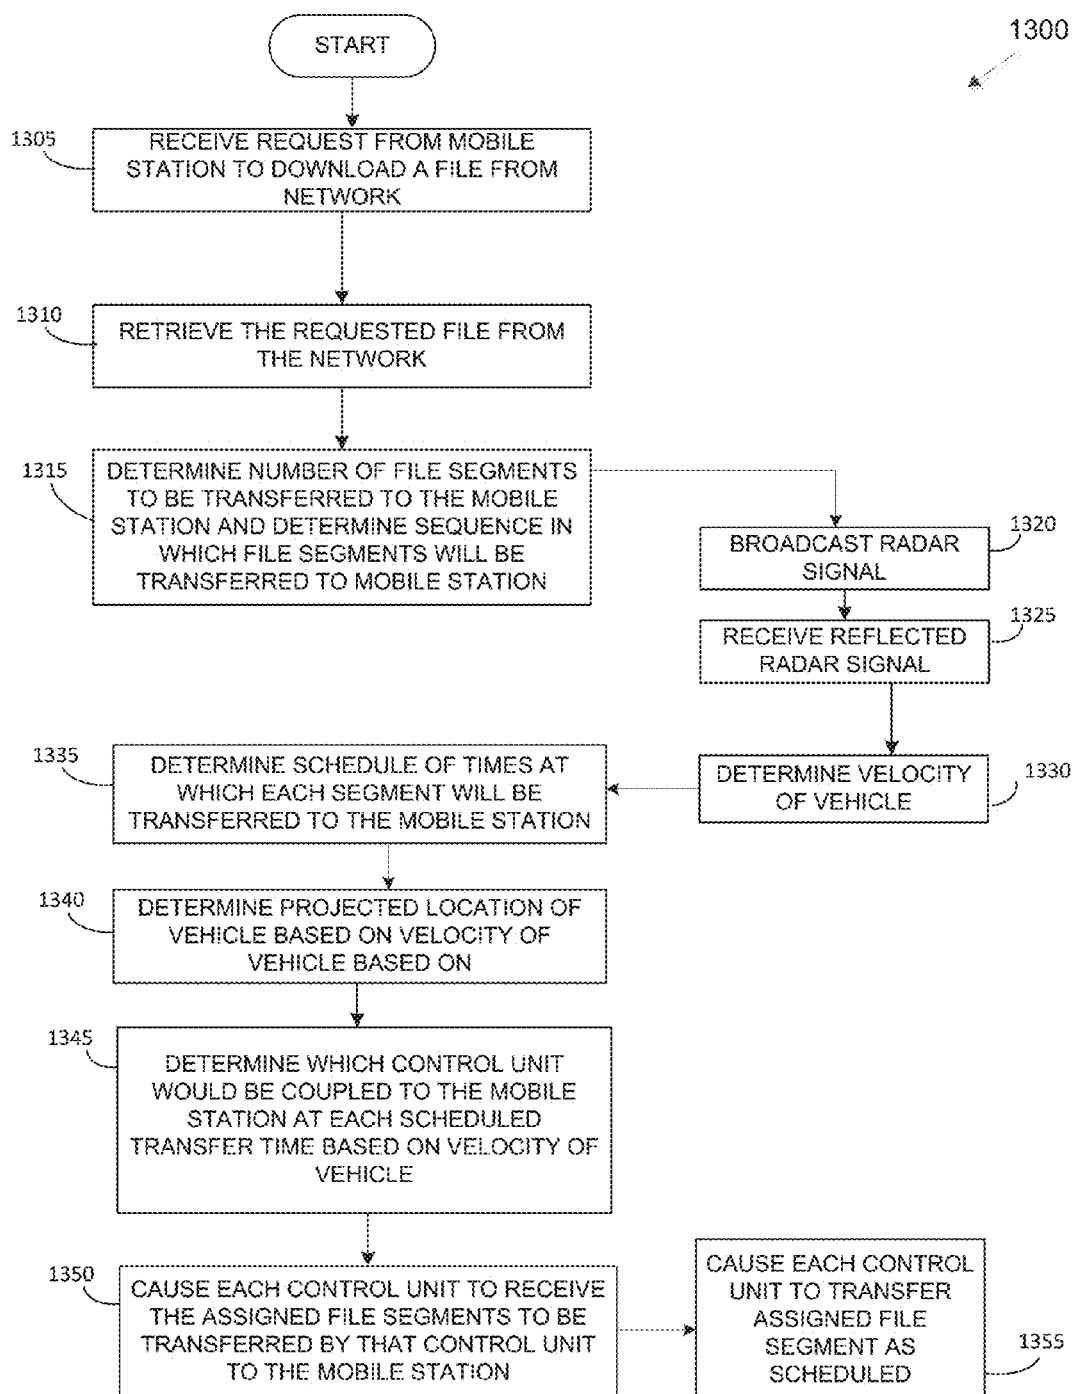 START
1300
1305
RECEIVE REQUEST FROM MOBILE
STATION TO DOWNLOAD A FILE FROM
NETWORK
1310
RETRIEVE THE REQUESTED FILE FROM
THE NETWORK
1315
DETERMINE NUMBER OF FILE SEGMENTS
TO BE TRANSFERRED TO THE MOBILE
STATION AND DETERMINE SEQUENCE IN
WHICH FILE SEGMENTS WILL BE
TRANSFERRED TO MOBILE STATION
1320
BROADCAST RADAR
SIGNAL
1325
RECEIVE REFLECTED
RADAR SIGNAL
1330
DETERMINE VELOCITY
OF VEHICLE
1335
DETERMINE SCHEDULE OF TIMES AT
WHICH EACH SEGMENT WILL BE
TRANSFERRED TO THE MOBILE STATION
1340
DETERMINE PROJECTED LOCATION OF
VEHICLE BASED ON VELOCITY OF
VEHICLE BASED ON
1345
DETERMINE WHICH CONTROL UNIT
WOULD BE COUPLED TO THE MOBILE
STATION AT EACH SCHEDULED
TRANSFER TIME BASED ON VELOCITY OF
VEHICLE
1350
CAUSE EACH CONTROL UNIT TO RECEIVE
THE ASSIGNED FILE SEGMENTS TO BE
TRANSFERRED BY THAT CONTROL UNIT
TO THE MOBILE STATION
CAUSE EACH CONTROL
UNIT TO TRANSFER
ASSIGNED FILE
SEGMENT AS
SCHEDULED
1355